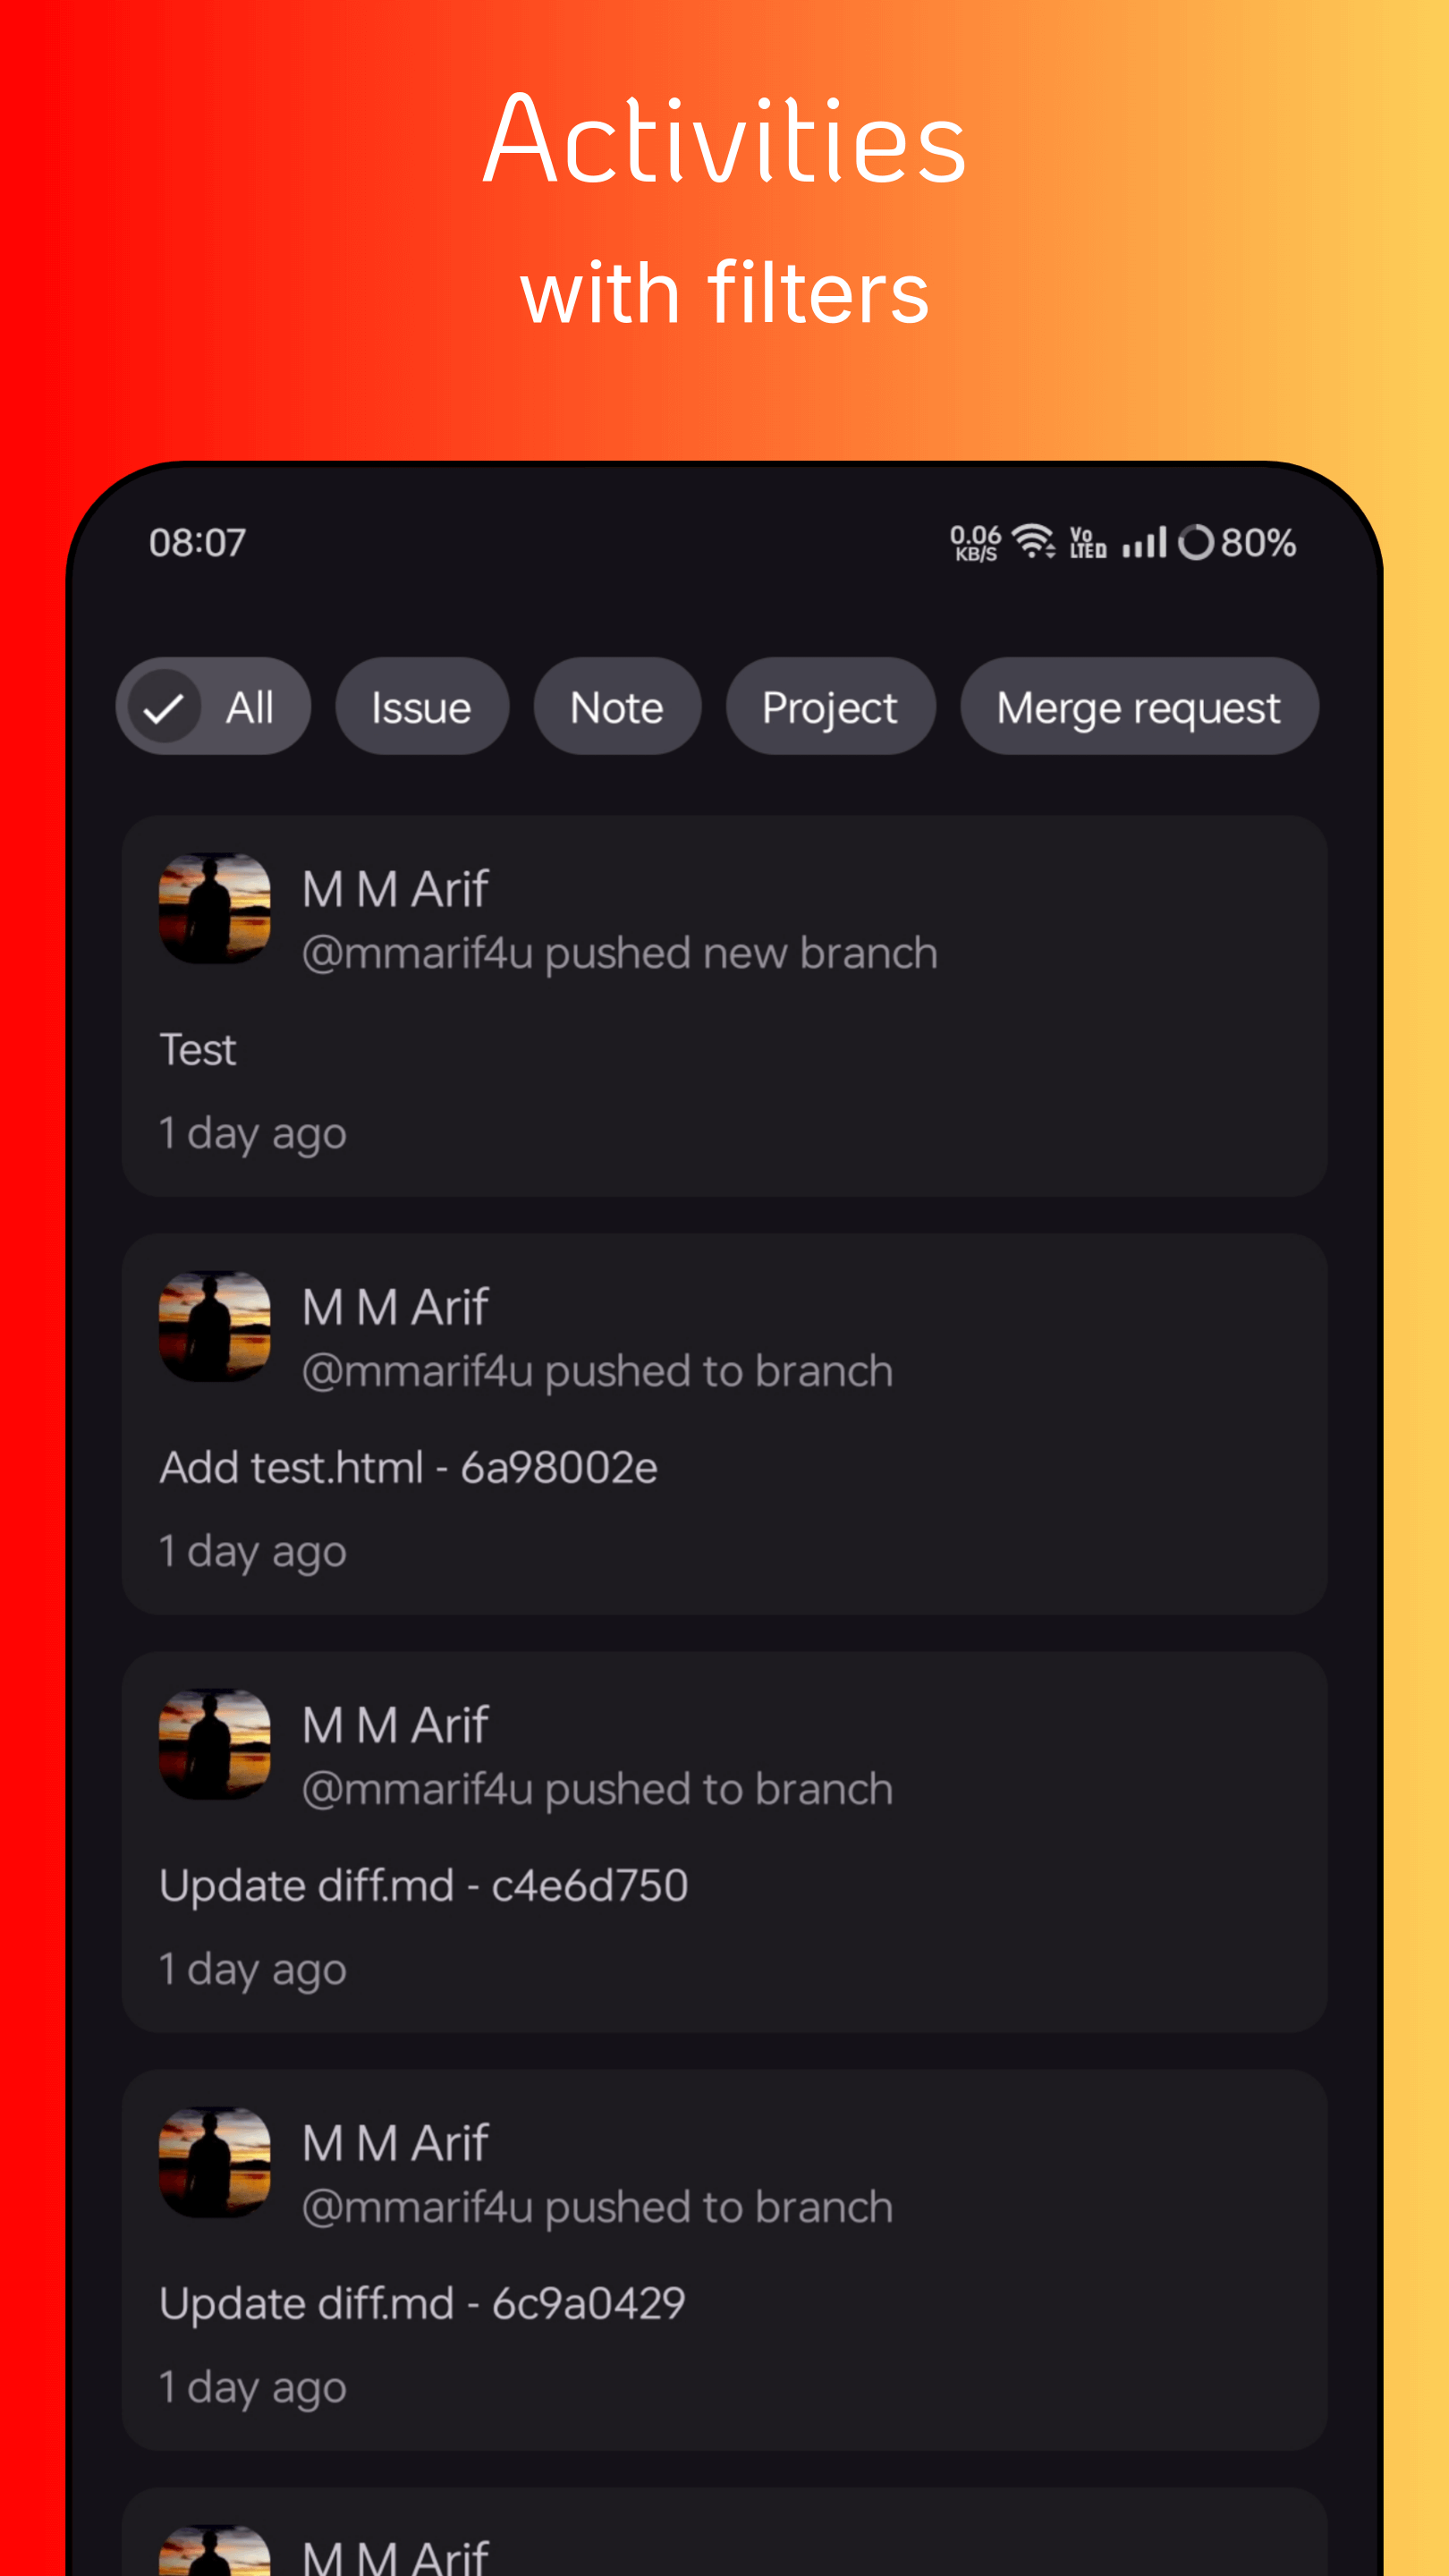 Activities
with filters
08:07
0.06
KB/S
Vo
LTE
80%
All
Issue
Note
Project
Merge request
M M Arif
@mmarif4u pushed new branch
Test
1 day ago
M M Arif
@mmarif4u pushed to branch
Add test.html - 6a98002e
1 day ago
M M Arif
@mmarif4u pushed to branch
Update diff.md - c4e6d750
1 day ago
M M Arif
@mmarif4u pushed to branch
Update diff.md - 6c9a0429
1 day ago
M M Arif